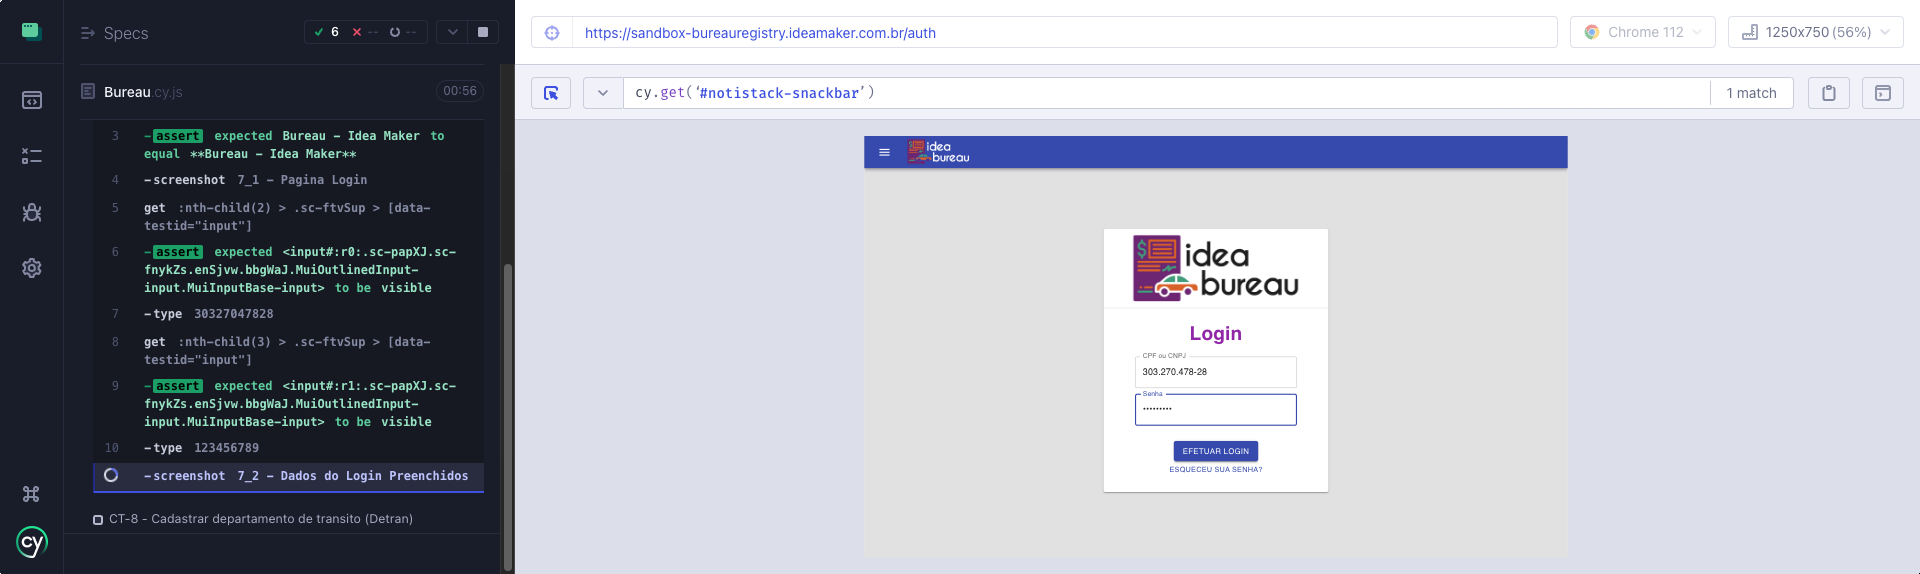 Specs
6 -- --
Bureau.cy.js
00:56
3 -assert expected Bureau - Idea Maker to
equal **Bureau - Idea Maker**
4 -screenshot 7_1 - Pagina Login
5 get :nth-child(2) > .sc-ftvSup > [data-
testid="input"]
6 -assert expected <input#:r0:.sc-papXJ.sc-
fnykZs.enSjvw.bbgWaJ.MuiOutlinedInput-
input.MuiInputBase-input> to be visible
7 -type 30327047828
8 get :nth-child(3) > .sc-ftvSup > [data-
testid="input"]
9 -assert expected <input#:r1:.sc-papXJ.sc-
fnykZs.enSjvw.bbgWaJ.MuiOutlinedInput-
input.MuiInputBase-input> to be visible
10 -type 123456789
-screenshot 7_2 - Dados do Login Preenchidos
CT-8 - Cadastrar departamento de transito (Detran)
cy
https://sandbox-bureauregistry.ideamaker.com.br/auth
Chrome 112
1250x750 (56%)
cy.get('#notistack-snackbar')
1 match
idea
bureau
idea
bureau
Login
CPF ou CNPJ
303.270.478-28
Senha
•••••••••
EFETUAR LOGIN
ESQUECEU SUA SENHA?